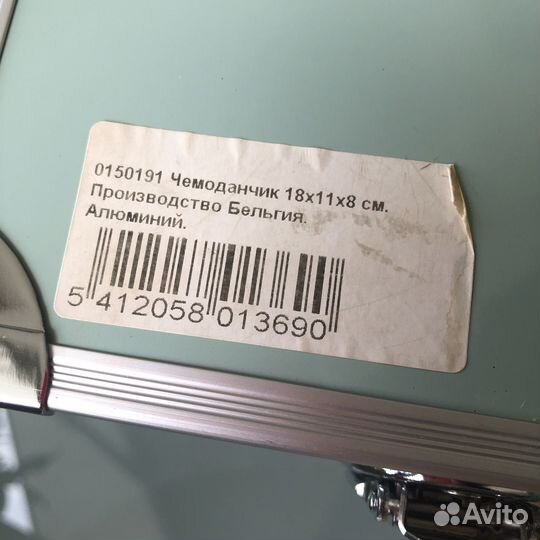 0150191 Чемоданчик 18x11x8 см.
Производство Бельгия.
Алюминий.
5 412058 013690
Avito